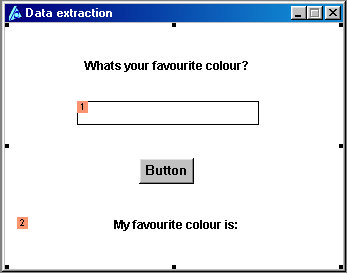 Data extraction
Whats your favourite colour?
1
Button
2
My favourite colour is: